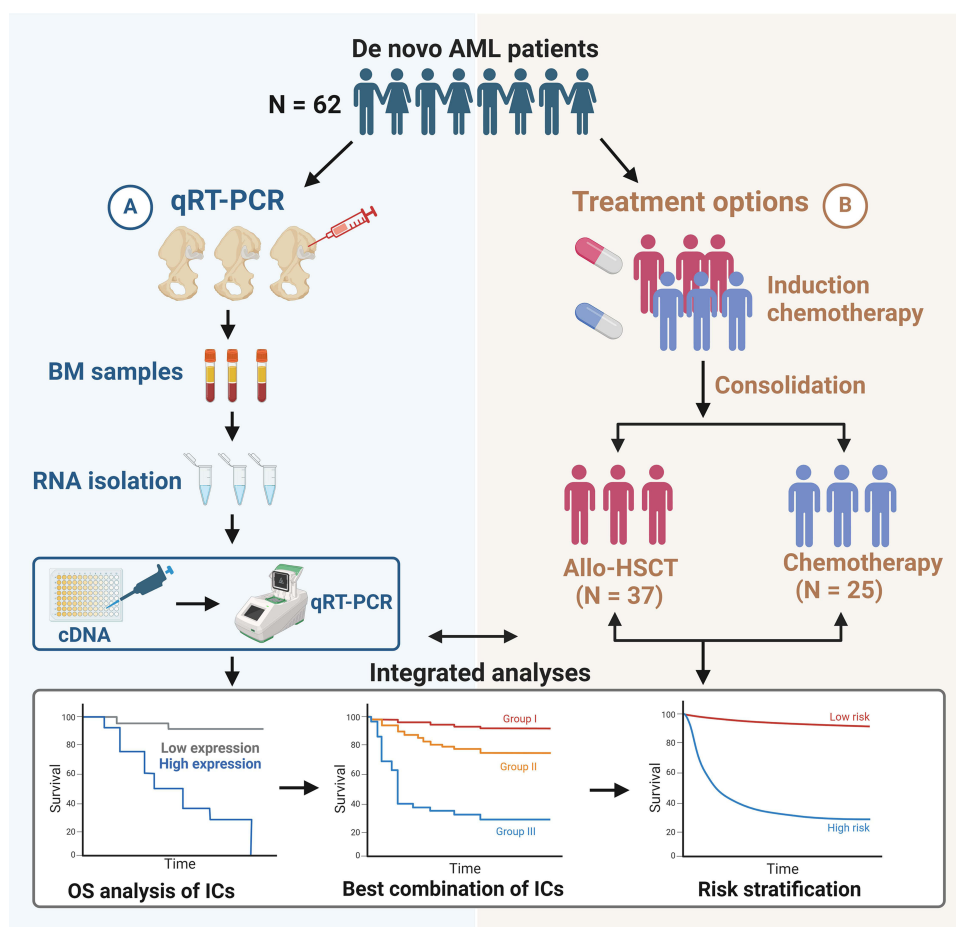 De novo AML patients
N = 62
A
qRT-PCR
BM samples
RNA isolation
cDNA
qRT-PCR
Treatment options
B
Induction
chemotherapy
Consolidation
Allo-HSCT
(N = 37)
Chemotherapy
(N = 25)
Integrated analyses
Survival
100
80
60
40
20
0
Low expression
High expression
Time
OS analysis of ICs
Survival
100
80
60
40
20
0
Group I
Group II
Group III
Time
Best combination of ICs
Survival
100
80
60
40
20
0
Low risk
High risk
Time
Risk stratification